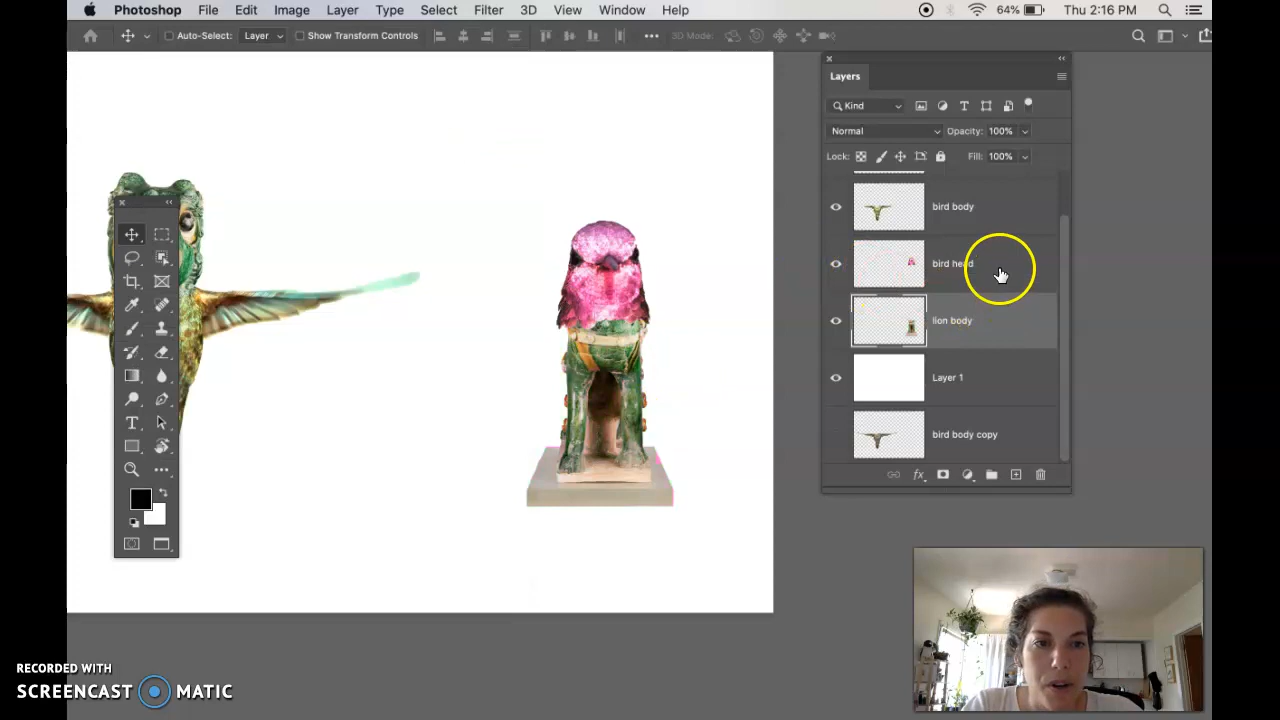 Photoshop File Edit Image Layer Type Select Filter 3D View Window Help 64% Thu 2:16 PM
Auto-Select: Layer Show Transform Controls 3D Mode:
Layers
Kind
Normal Opacity: 100%
Lock: Fill: 100%
bird body
bird head
lion body
Layer 1
bird body copy
fx
RECORDED WITH
SCREENCAST MATIC